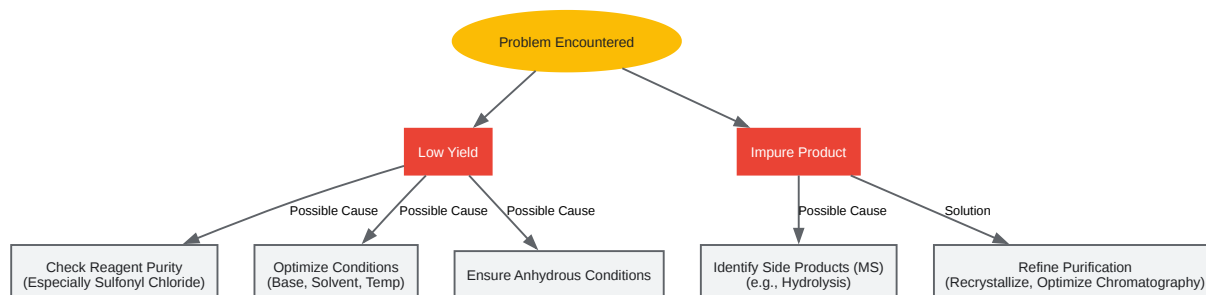 Problem Encountered
Low Yield
Impure Product
Possible Cause
Possible Cause
Possible Cause
Possible Cause
Solution
Check Reagent Purity
(Especially Sulfonyl Chloride)
Optimize Conditions
(Base, Solvent, Temp)
Ensure Anhydrous Conditions
Identify Side Products (MS)
(e.g., Hydrolysis)
Refine Purification
(Recrystallize, Optimize Chromatography)